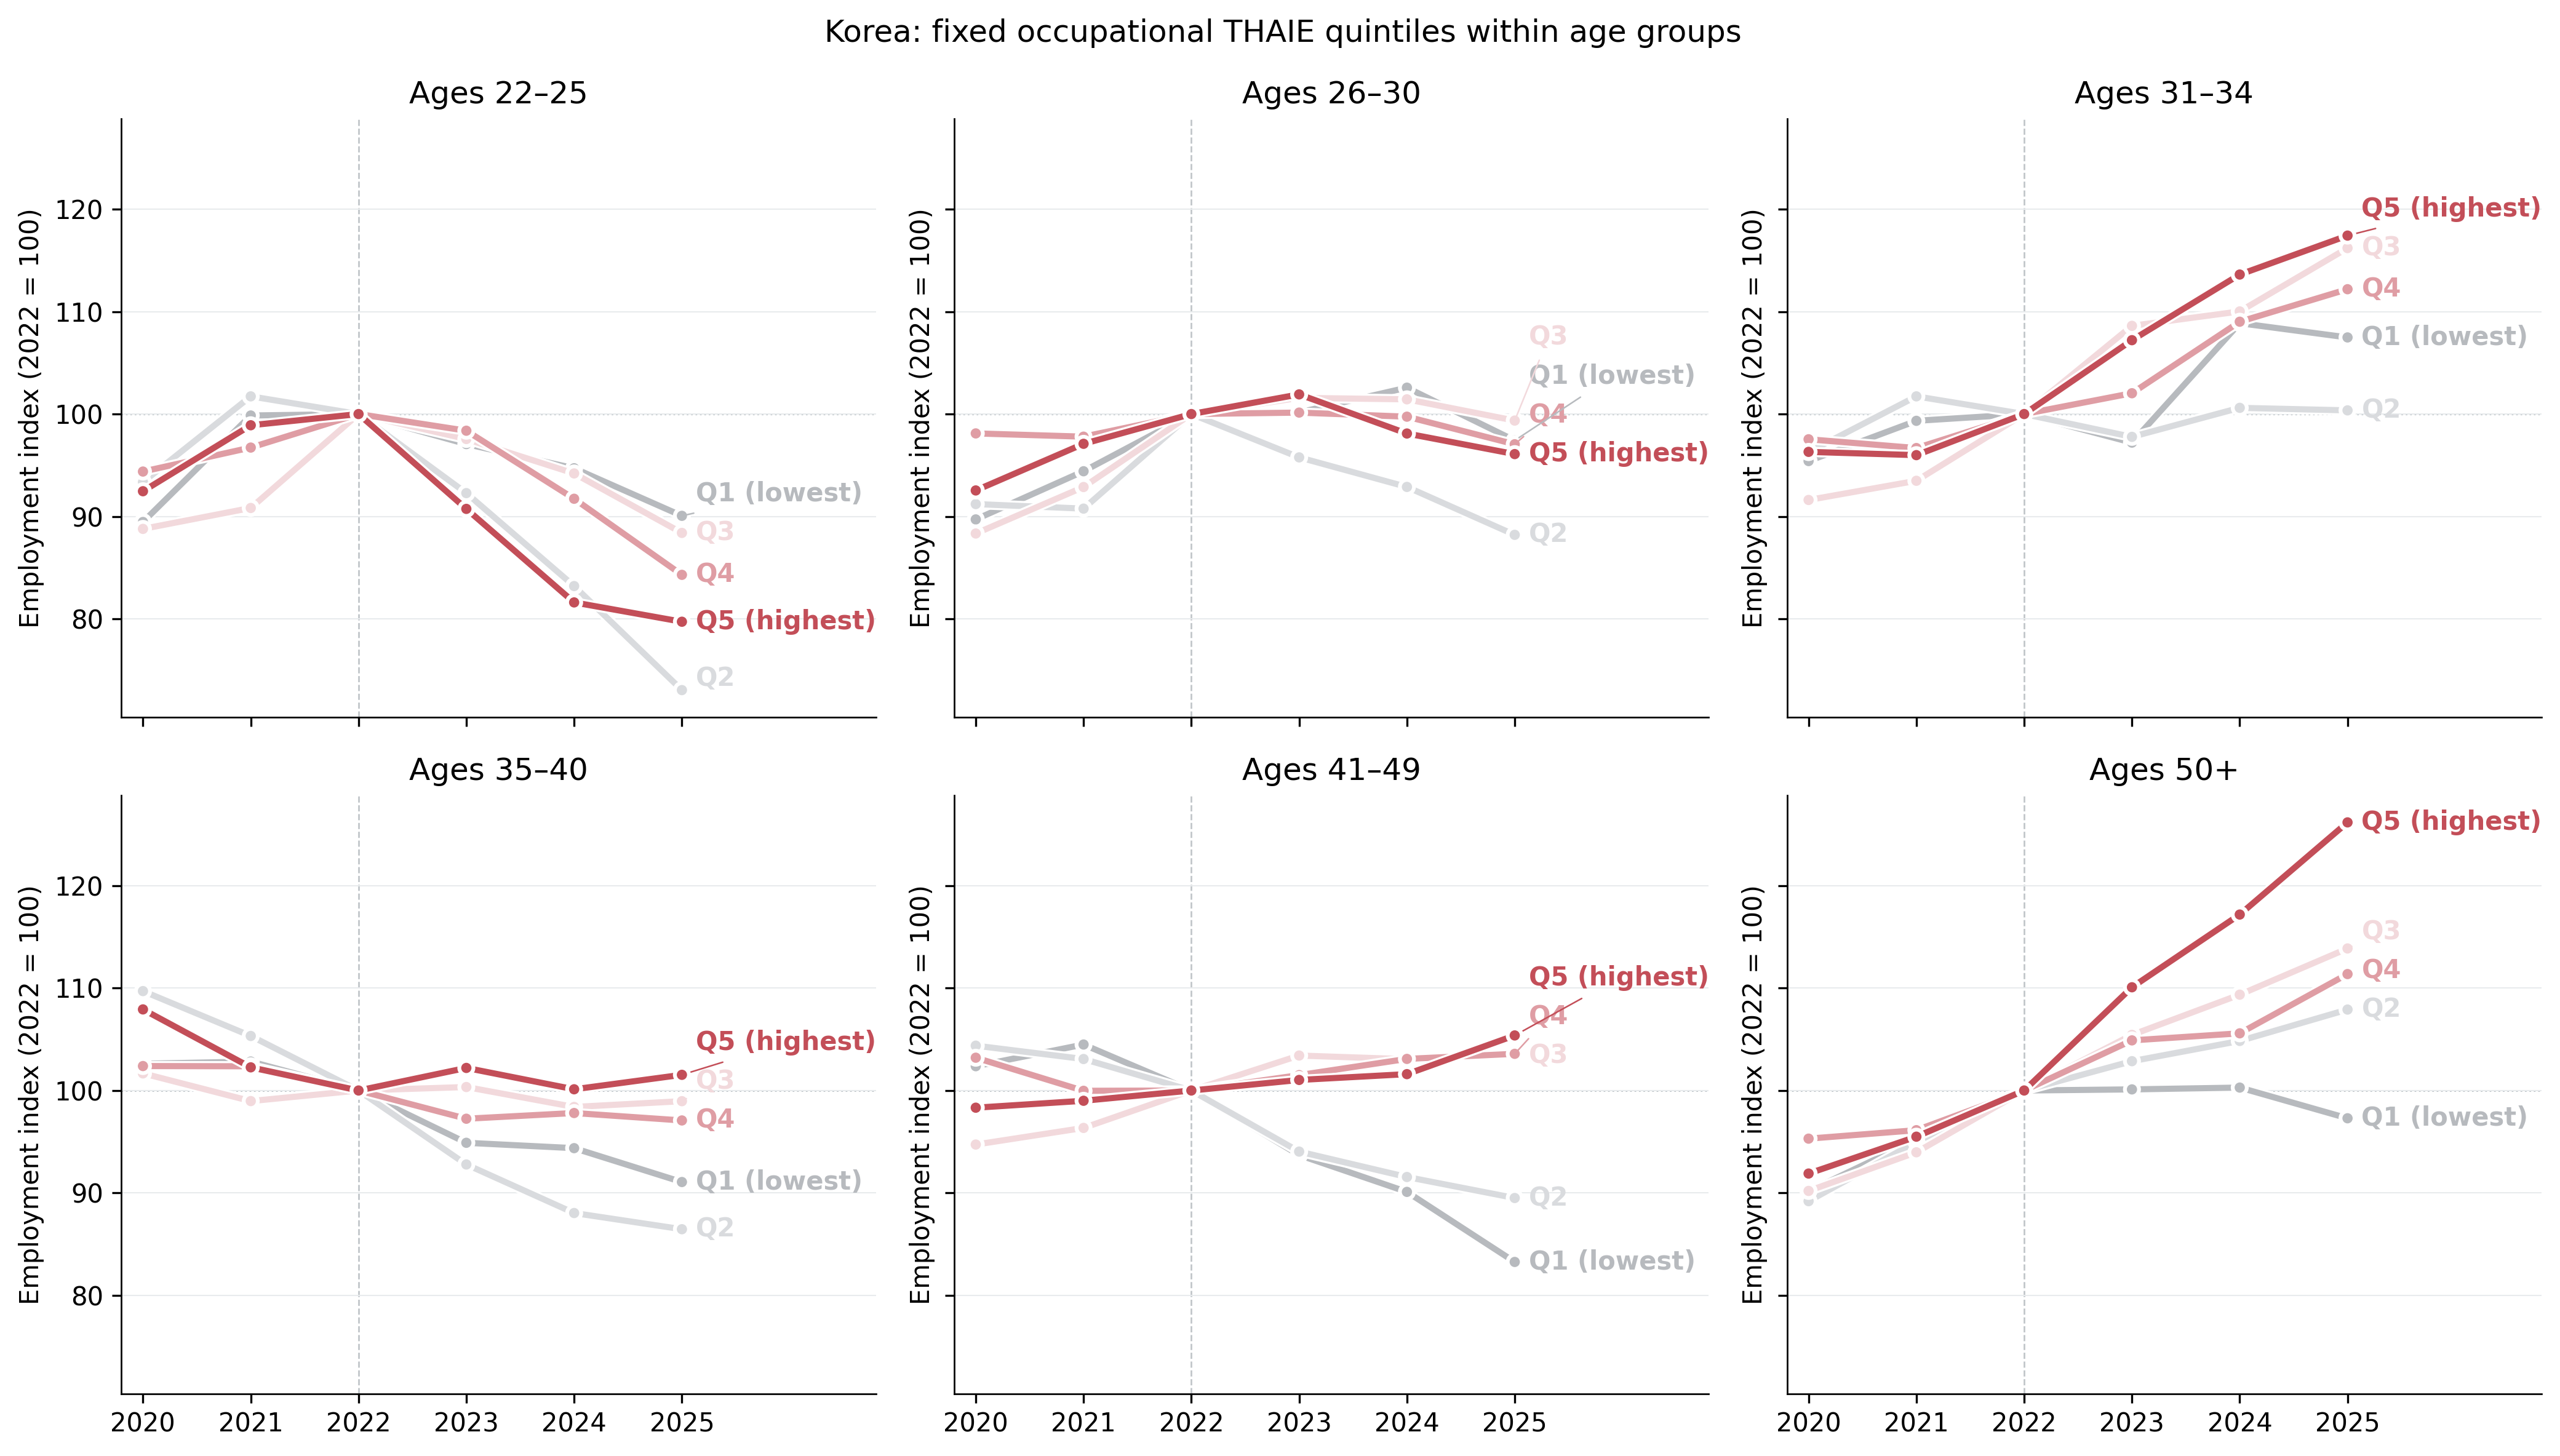 Korea: fixed occupational THAIE quintiles within age groups
Ages 22–25
Employment index (2022 = 100)
120
110
100
90
80
Q1 (lowest)
Q3
Q4
Q5 (highest)
Q2
Ages 26–30
Employment index (2022 = 100)
Q3
Q1 (lowest)
Q4
Q5 (highest)
Q2
Ages 31–34
Employment index (2022 = 100)
Q5 (highest)
Q3
Q4
Q1 (lowest)
Q2
Ages 35–40
Employment index (2022 = 100)
120
110
100
90
80
Q5 (highest)
Q3
Q4
Q1 (lowest)
Q2
2020 2021 2022 2023 2024 2025
Ages 41–49
Employment index (2022 = 100)
Q5 (highest)
Q4
Q3
Q2
Q1 (lowest)
2020 2021 2022 2023 2024 2025
Ages 50+
Employment index (2022 = 100)
Q5 (highest)
Q3
Q4
Q2
Q1 (lowest)
2020 2021 2022 2023 2024 2025